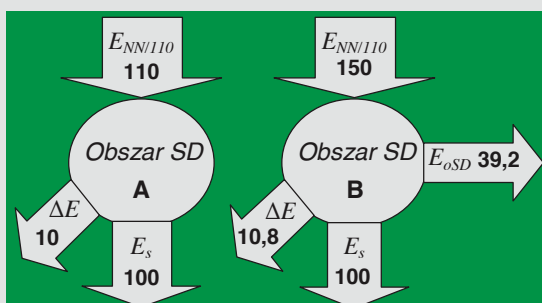 E_NN/110
110
Obszar SD
A
ΔE
10
E_s
100
E_NN/110
150
Obszar SD
B
E_oSD 39,2
ΔE
10,8
E_s
100